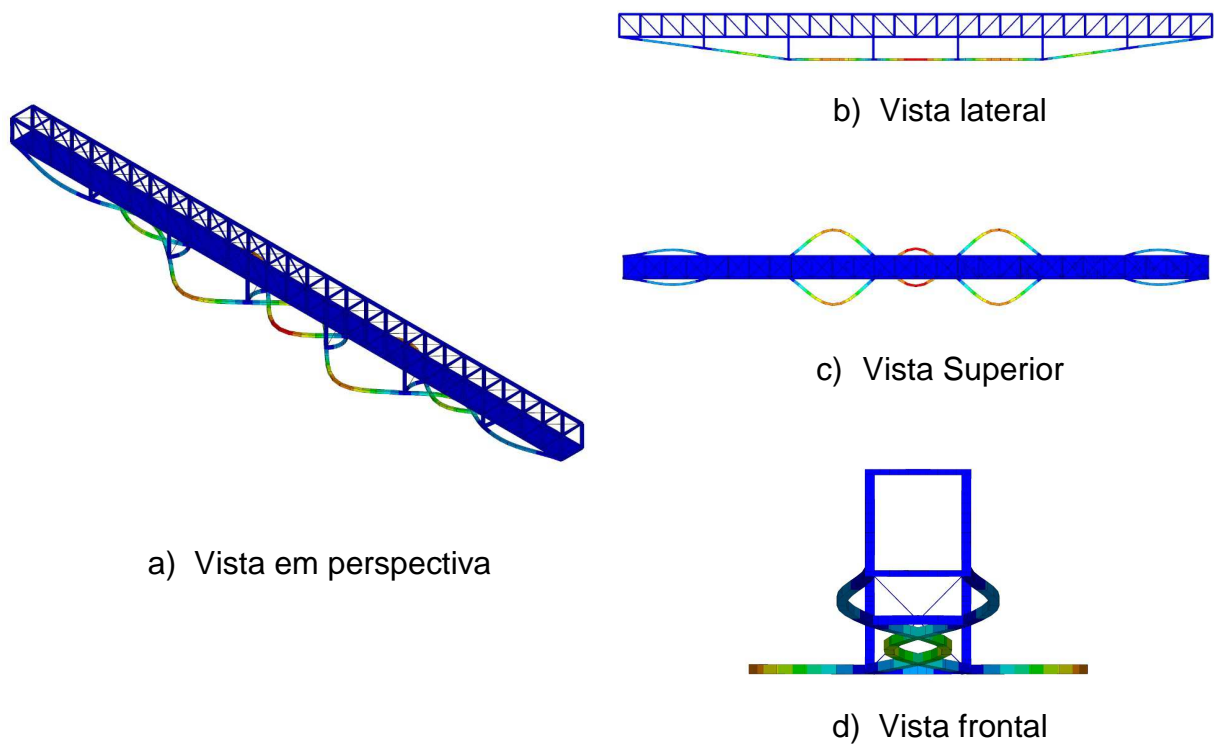 b) Vista lateral
c) Vista Superior
a) Vista em perspectiva
d) Vista frontal